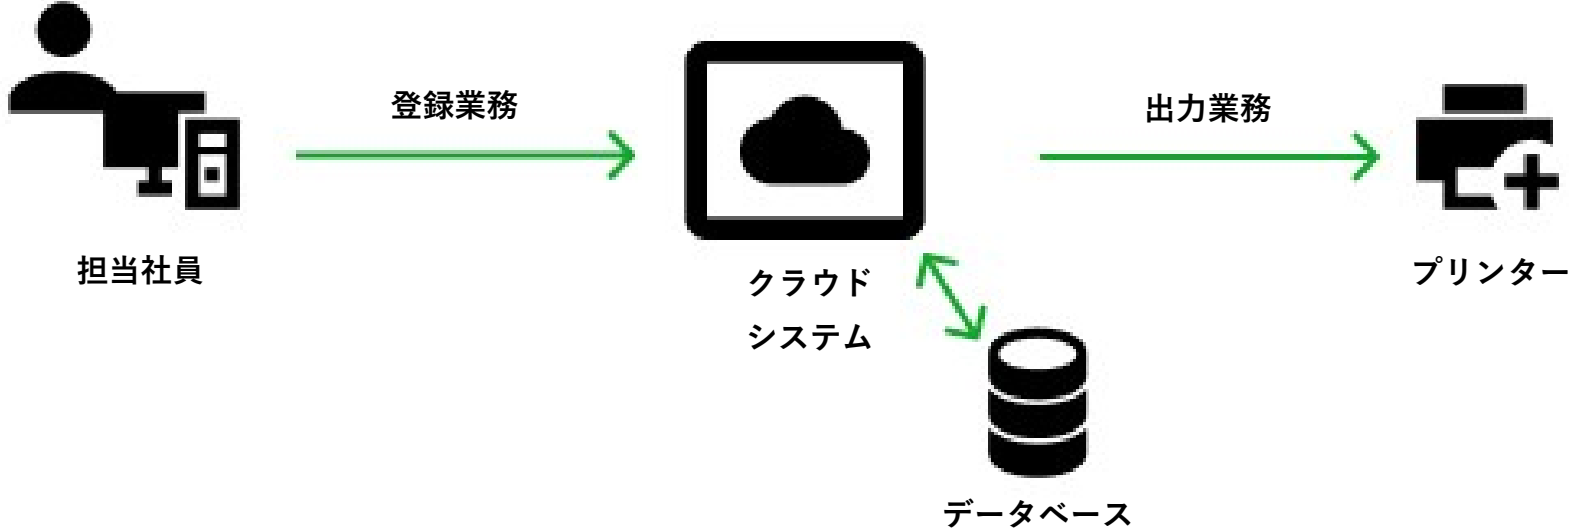 登録業務
出力業務
担当社員
クラウド
システム
プリンター
データベース